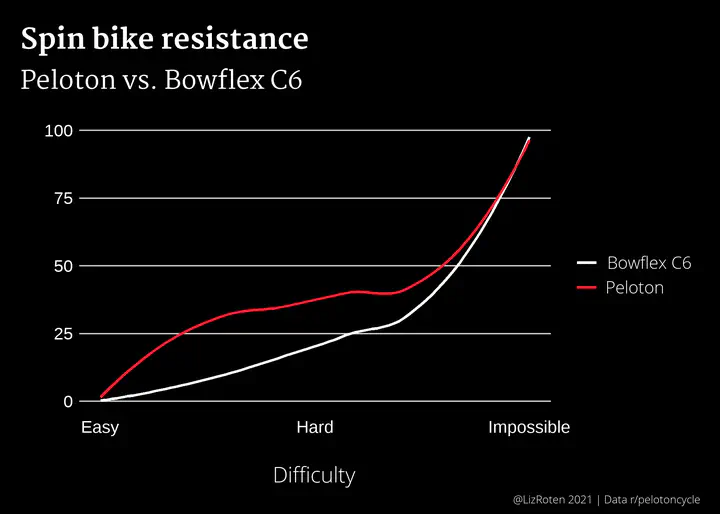 Spin bike resistance
Peloton vs. Bowflex C6
100
75
50
25
0
Easy Hard Impossible
Difficulty
Bowflex C6
Peloton
@LizRoten 2021 | Data r/pelotoncycle